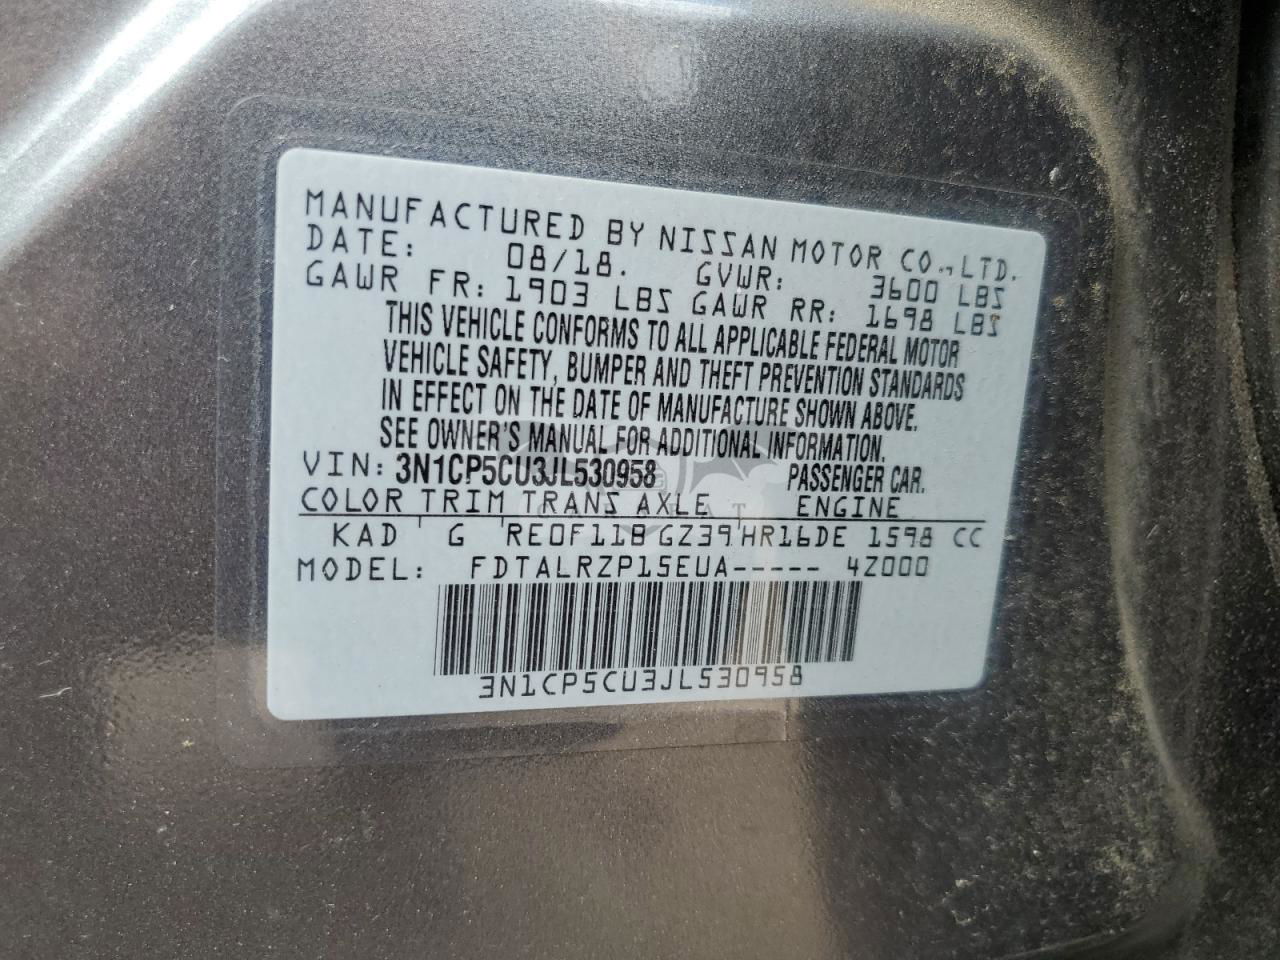 MANUFACTURED BY NISSAN MOTOR CO., LTD.
DATE: 08/18. GVWR: 3600 LBS
GAWR FR: 1903 LBS GAWR RR: 1698 LBS
THIS VEHICLE CONFORMS TO ALL APPLICABLE FEDERAL MOTOR
VEHICLE SAFETY, BUMPER AND THEFT PREVENTION STANDARDS
IN EFFECT ON THE DATE OF MANUFACTURE SHOWN ABOVE.
SEE OWNER'S MANUAL FOR ADDITIONAL INFORMATION.
VIN: 3N1CP5CU3JL530958 PASSENGER CAR.
COLOR TRIM TRANS AXLE ENGINE
KAD G RE0F11B GZ39 HR16DE 1598 CC
MODEL: FDTALRZP15EUA----- 4Z000
3N1CP5CU3JL530958